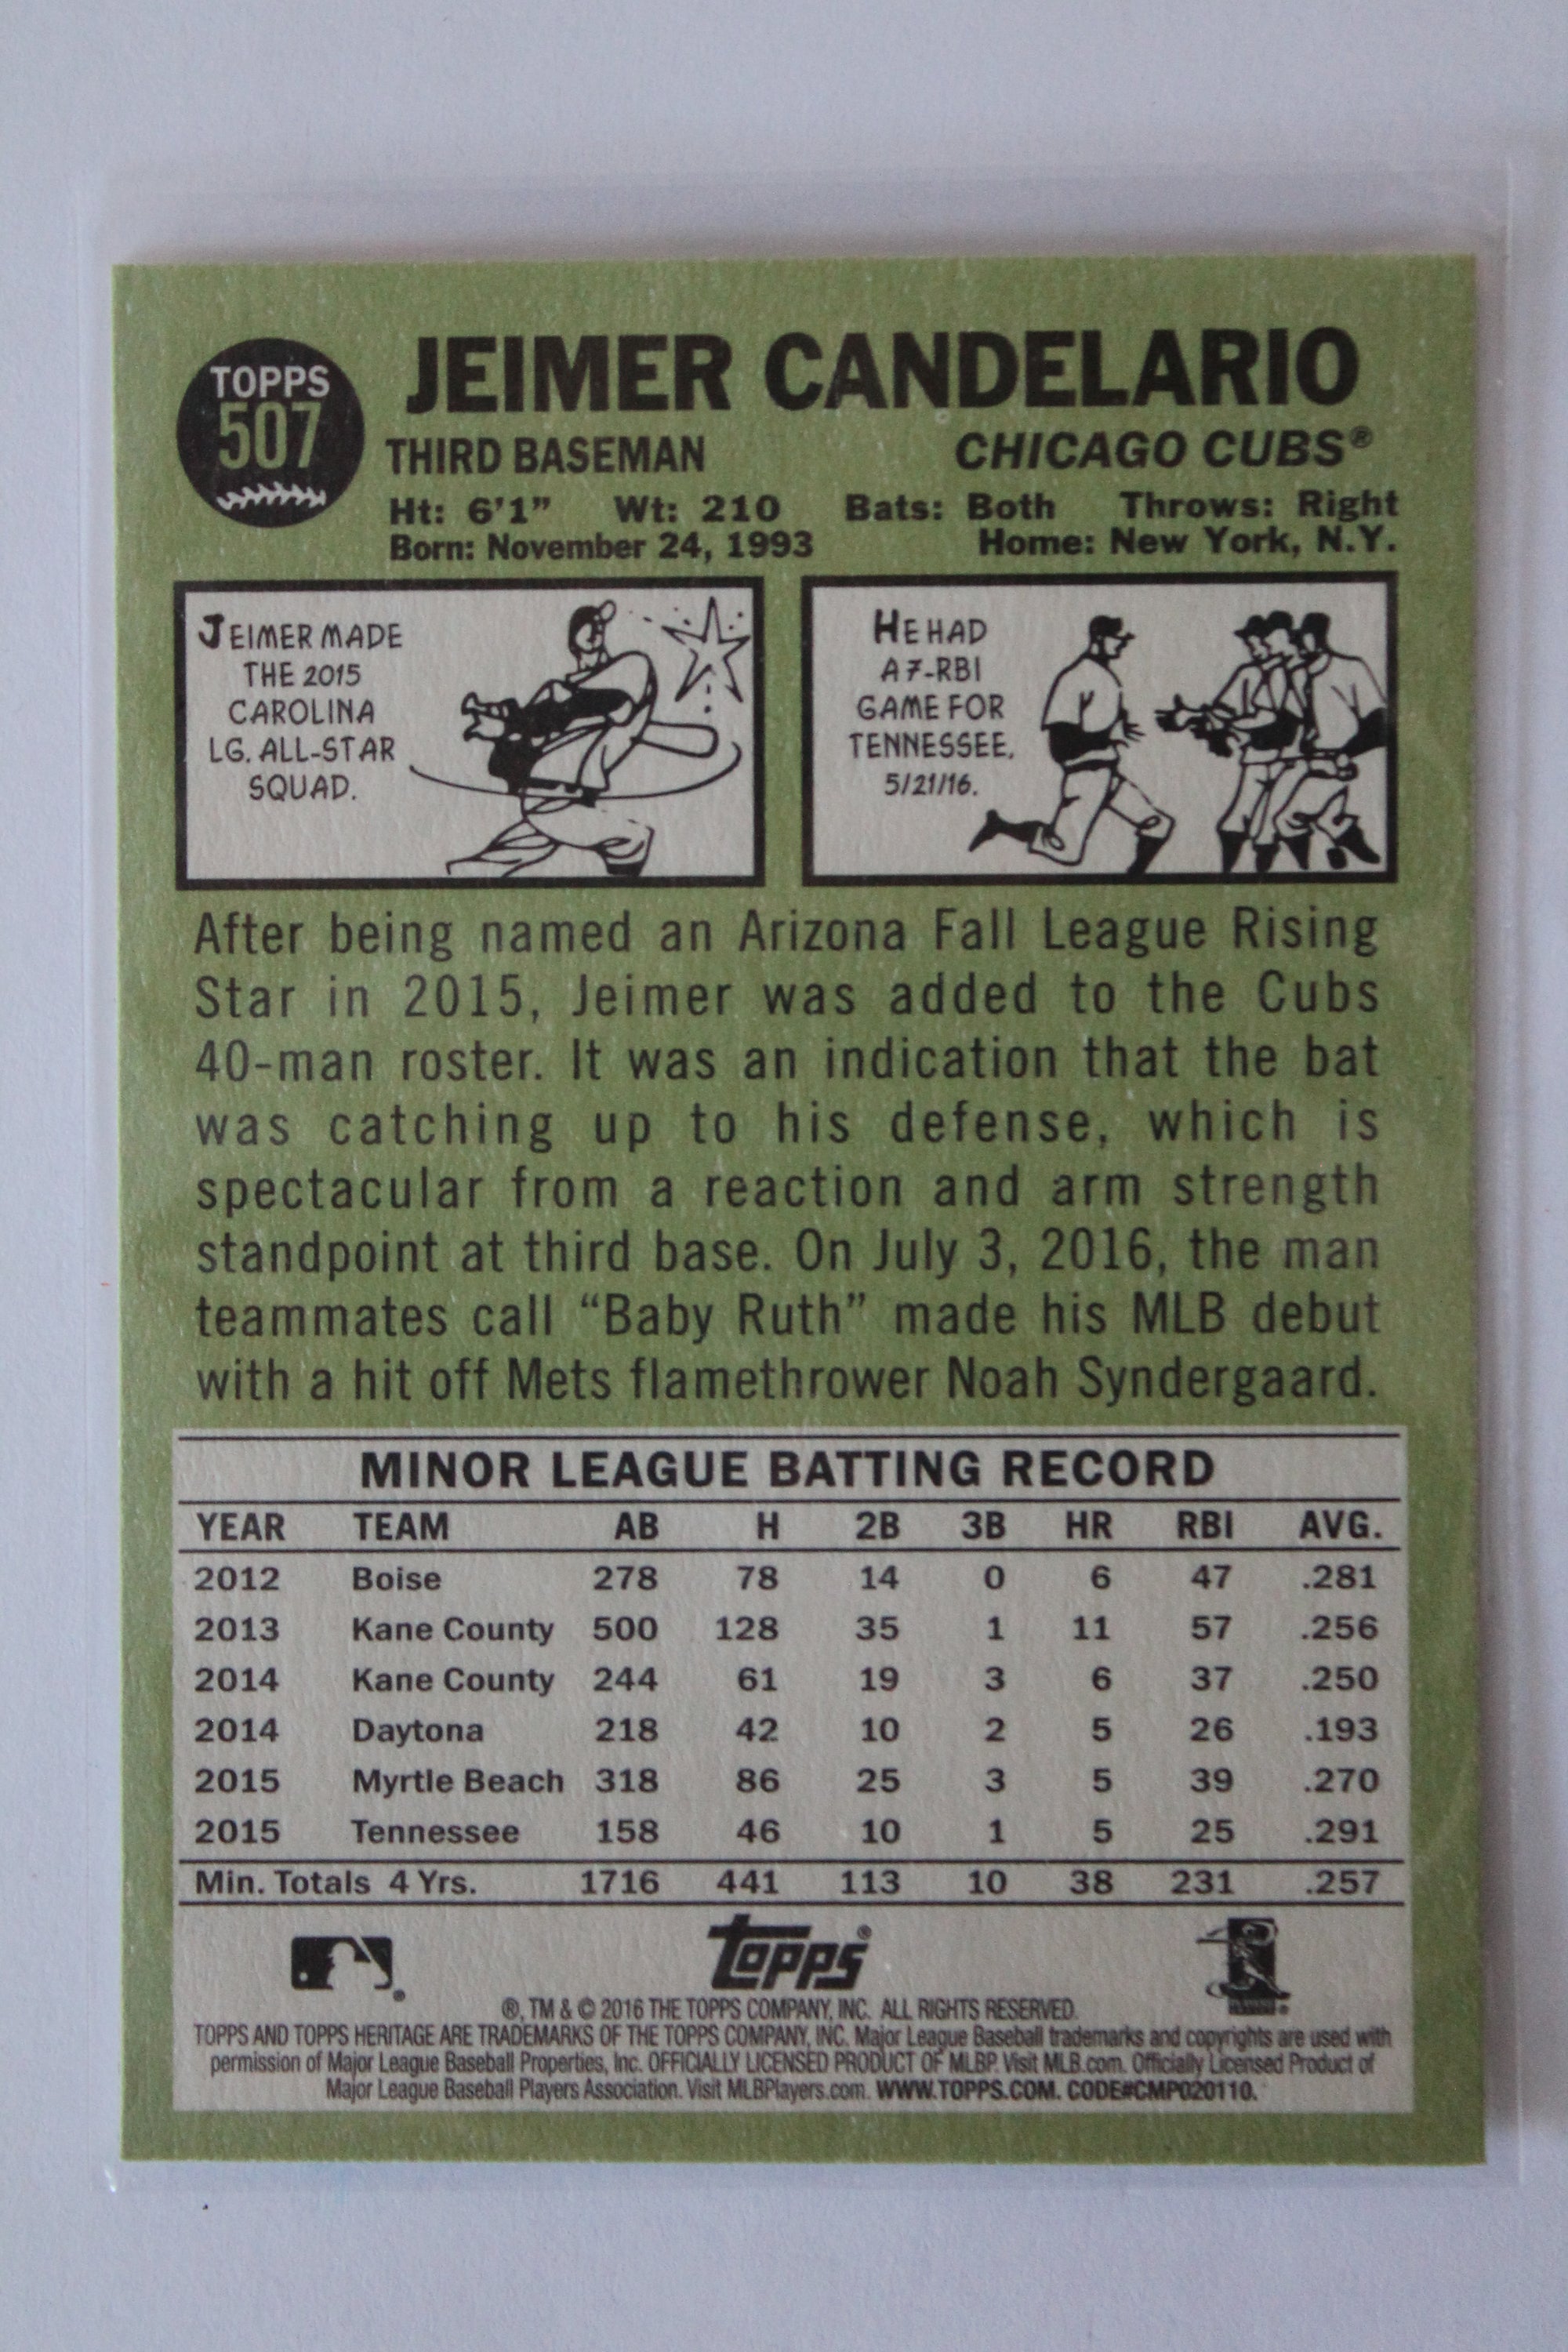 TOPPS
507
JEIMER CANDELARIO
THIRD BASEMAN CHICAGO CUBS®
Ht: 6'1" Wt: 210 Bats: Both Throws: Right
Born: November 24, 1993 Home: New York, N.Y.
JEIMER MADE
THE 2015
CAROLINA
LG. ALL-STAR
SQUAD.
HE HAD
A 7-RBI
GAME FOR
TENNESSEE,
5/21/16.
After being named an Arizona Fall League Rising
Star in 2015, Jeimer was added to the Cubs
40-man roster. It was an indication that the bat
was catching up to his defense, which is
spectacular from a reaction and arm strength
standpoint at third base. On July 3, 2016, the man
teammates call “Baby Ruth” made his MLB debut
with a hit off Mets flamethrower Noah Syndergaard.
MINOR LEAGUE BATTING RECORD
YEAR TEAM AB H 2B 3B HR RBI AVG.
2012 Boise 278 78 14 0 6 47 .281
2013 Kane County 500 128 35 1 11 57 .256
2014 Kane County 244 61 19 3 6 37 .250
2014 Daytona 218 42 10 2 5 26 .193
2015 Myrtle Beach 318 86 25 3 5 39 .270
2015 Tennessee 158 46 10 1 5 25 .291
Min. Totals 4 Yrs. 1716 441 113 10 38 231 .257
topps®
®, TM & © 2016 THE TOPPS COMPANY, INC. ALL RIGHTS RESERVED.
TOPPS AND TOPPS HERITAGE ARE TRADEMARKS OF THE TOPPS COMPANY, INC. Major League Baseball trademarks and copyrights are used with
permission of Major League Baseball Properties, Inc. OFFICIALLY LICENSED PRODUCT OF MLBP. Visit MLB.com. Officially Licensed Product of
Major League Baseball Players Association. Visit MLBPlayers.com. WWW.TOPPS.COM. CODE#CMP020110.